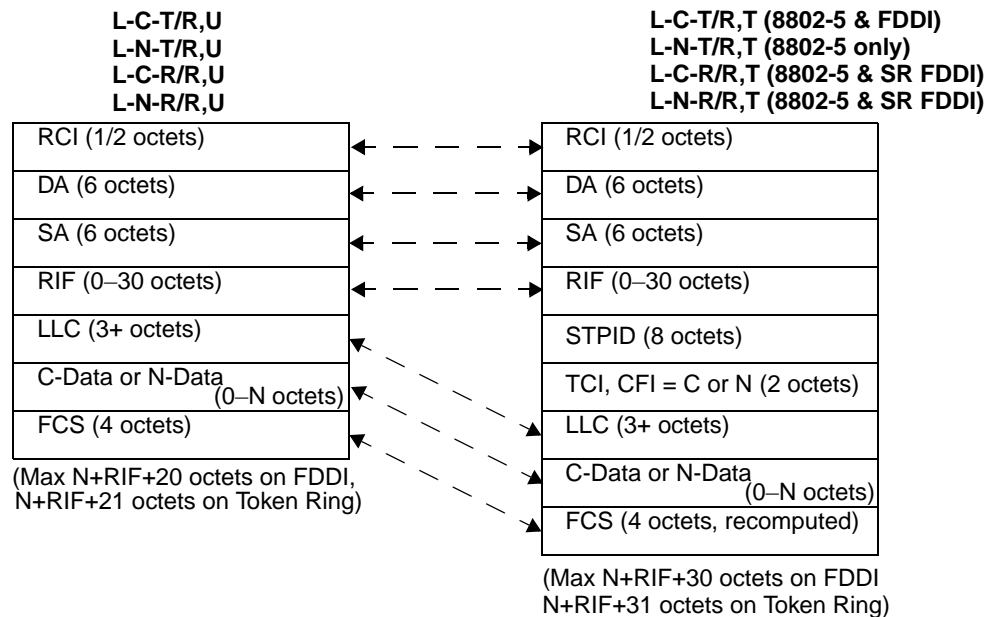 L-C-T/R,U
L-N-T/R,U
L-C-R/R,U
L-N-R/R,U
RCI (1/2 octets)
DA (6 octets)
SA (6 octets)
RIF (0–30 octets)
LLC (3+ octets)
C-Data or N-Data
(0–N octets)
FCS (4 octets)
(Max N+RIF+20 octets on FDDI,
N+RIF+21 octets on Token Ring)
L-C-T/R,T (8802-5 & FDDI)
L-N-T/R,T (8802-5 only)
L-C-R/R,T (8802-5 & SR FDDI)
L-N-R/R,T (8802-5 & SR FDDI)
RCI (1/2 octets)
DA (6 octets)
SA (6 octets)
RIF (0–30 octets)
STPID (8 octets)
TCI, CFI = C or N (2 octets)
LLC (3+ octets)
C-Data or N-Data
(0–N octets)
FCS (4 octets, recomputed)
(Max N+RIF+30 octets on FDDI
N+RIF+31 octets on Token Ring)